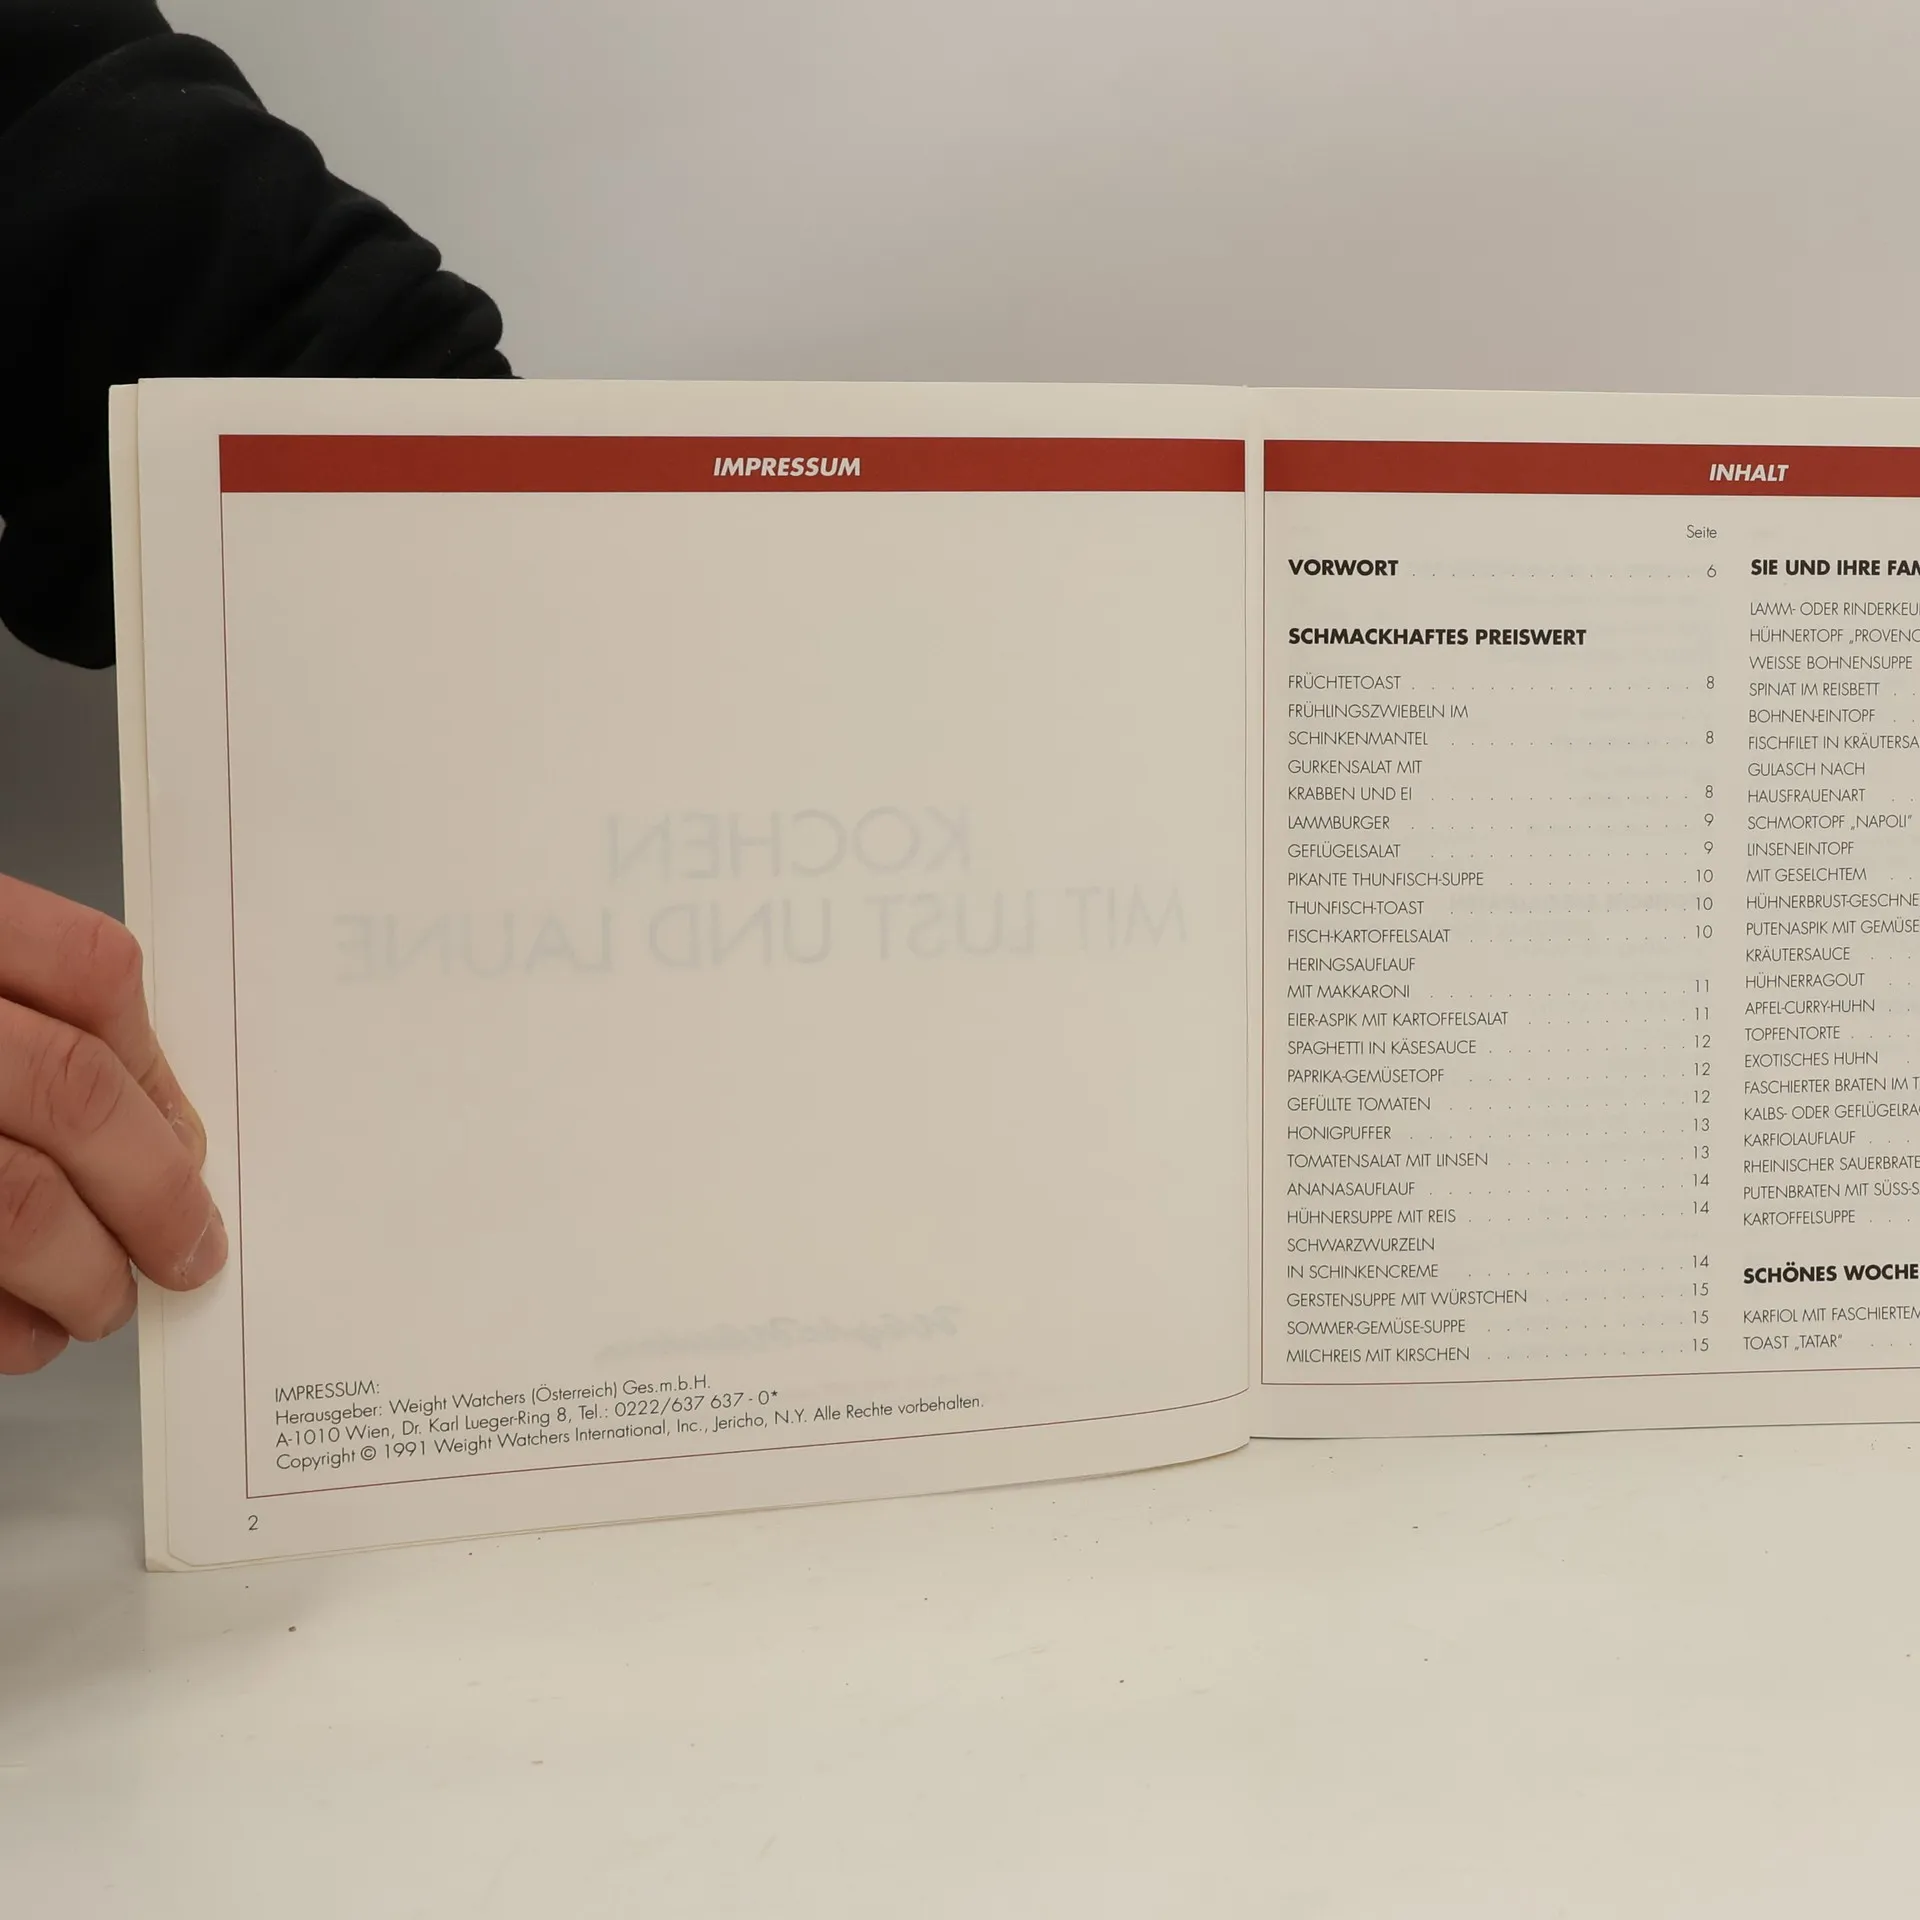 IMPRESSUM
KOCHEN
MIT LUST UND LAUNE
IMPRESSUM:
Herausgeber: Weight Watchers (Österreich) Ges.m.b.H.
A-1010 Wien, Dr. Karl Lueger-Ring 8, Tel.: 0222/637 637 - 0*
Copyright © 1991 Weight Watchers International, Inc., Jericho, N.Y. Alle Rechte vorbehalten.
2
INHALT
Seite
VORWORT . . . . . . . . . . . . . . 6
SCHMACKHAFTES PREISWERT
FRÜCHTETOAST . . . . . . . . . . . . . 8
FRÜHLINGSZWIEBELN IM
SCHINKENMANTEL . . . . . . . . . . . 8
GURKENSALAT MIT
KRABBEN UND EI . . . . . . . . . . . 8
LAMMBURGER . . . . . . . . . . . . 9
GEFLÜGELSALAT . . . . . . . . . . . 9
PIKANTE THUNFISCH-SUPPE . . . . . . . . 10
THUNFISCH-TOAST . . . . . . . . . . 10
FISCH-KARTOFFELSALAT . . . . . . . . . 10
HERINGSAUFLAUF
MIT MAKKARONI . . . . . . . . . . . 11
EIER-ASPIK MIT KARTOFFELSALAT . . . . . . . 11
SPAGHETTI IN KÄSESAUCE . . . . . . . . 12
PAPRIKA-GEMÜSETOPF . . . . . . . . . 12
GEFÜLLTE TOMATEN . . . . . . . . . . 12
HONIGPUFFER . . . . . . . . . . . 13
TOMATENSALAT MIT LINSEN . . . . . . . . 13
ANANASAUFLAUF . . . . . . . . . . 14
HÜHNERSUPPE MIT REIS . . . . . . . . . 14
SCHWARZWURZELN
IN SCHINKENCREME . . . . . . . . . 14
GERSTENSUPPE MIT WÜRSTCHEN . . . . . . 15
SOMMER-GEMÜSE-SUPPE . . . . . . . . 15
MILCHREIS MIT KIRSCHEN . . . . . . . . 15
SIE UND IHRE FAM
LAMM- ODER RINDERKEU
HÜHNERTOPF „PROVENC
WEISSE BOHNENSUPPE
SPINAT IM REISBETT . .
BOHNEN-EINTOPF . .
FISCHFILET IN KRÄUTERSA
GULASCH NACH
HAUSFRAUENART . .
SCHMORTOPF „NAPOLI“
LINSENEINTOPF
MIT GESELCHTEM . .
HÜHNERBRUST-GESCHNE
PUTENASPIK MIT GEMÜSE
KRÄUTERSAUCE . . .
HÜHNERRAGOUT . .
APFEL-CURRY-HUHN . .
TOPFENTORTE . . .
EXOTISCHES HUHN .
FASCHIERTER BRATEN IM T
KALBS- ODER GEFLÜGELRA
KARFIOLAUFLAUF . . .
RHEINISCHER SAUERBRATE
PUTENBRATEN MIT SÜSS-S
KARTOFFELSUPPE . . .
SCHÖNES WOCHE
KARFIOL MIT FASCHIERTEM
TOAST „TATAR“ . . .